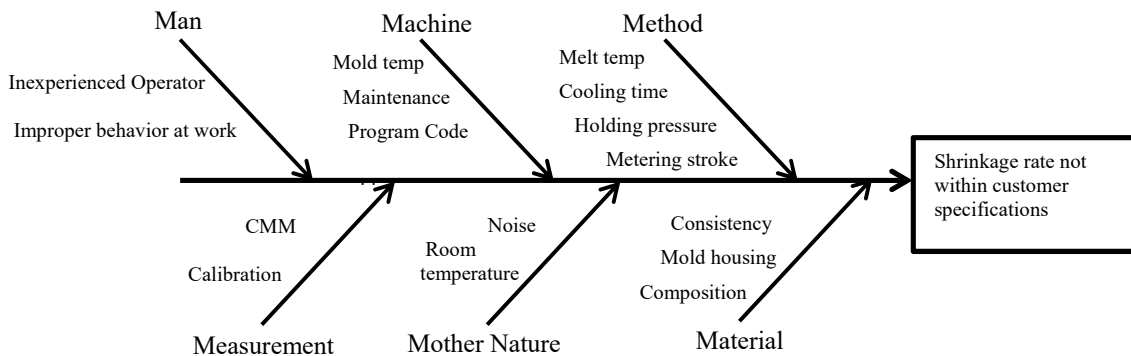 Man
Machine
Method
Inexperienced Operator
Improper behavior at work
Mold temp
Maintenance
Program Code
Melt temp
Cooling time
Holding pressure
Metering stroke
Shrinkage rate not
within customer
specifications
CMM
Calibration
Noise
Room
temperature
Consistency
Mold housing
Composition
Measurement
Mother Nature
Material